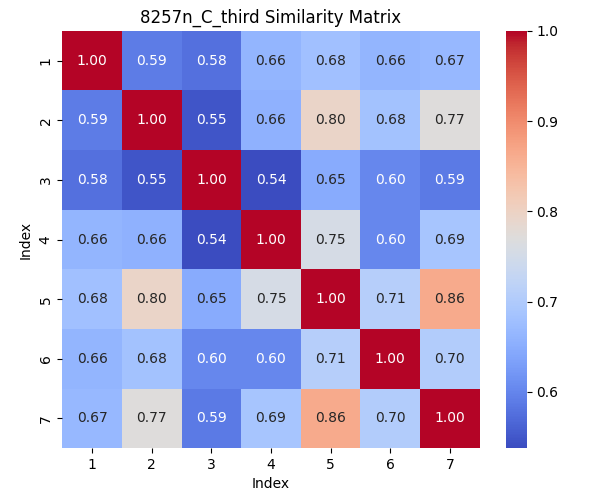 8257n_C_third Similarity Matrix
1 1.00 0.59 0.58 0.66 0.68 0.66 0.67
2 0.59 1.00 0.55 0.66 0.80 0.68 0.77
3 0.58 0.55 1.00 0.54 0.65 0.60 0.59
4 0.66 0.66 0.54 1.00 0.75 0.60 0.69
5 0.68 0.80 0.65 0.75 1.00 0.71 0.86
6 0.66 0.68 0.60 0.60 0.71 1.00 0.70
7 0.67 0.77 0.59 0.69 0.86 0.70 1.00
1 2 3 4 5 6 7
Index
Index
1.0
0.9
0.8
0.7
0.6